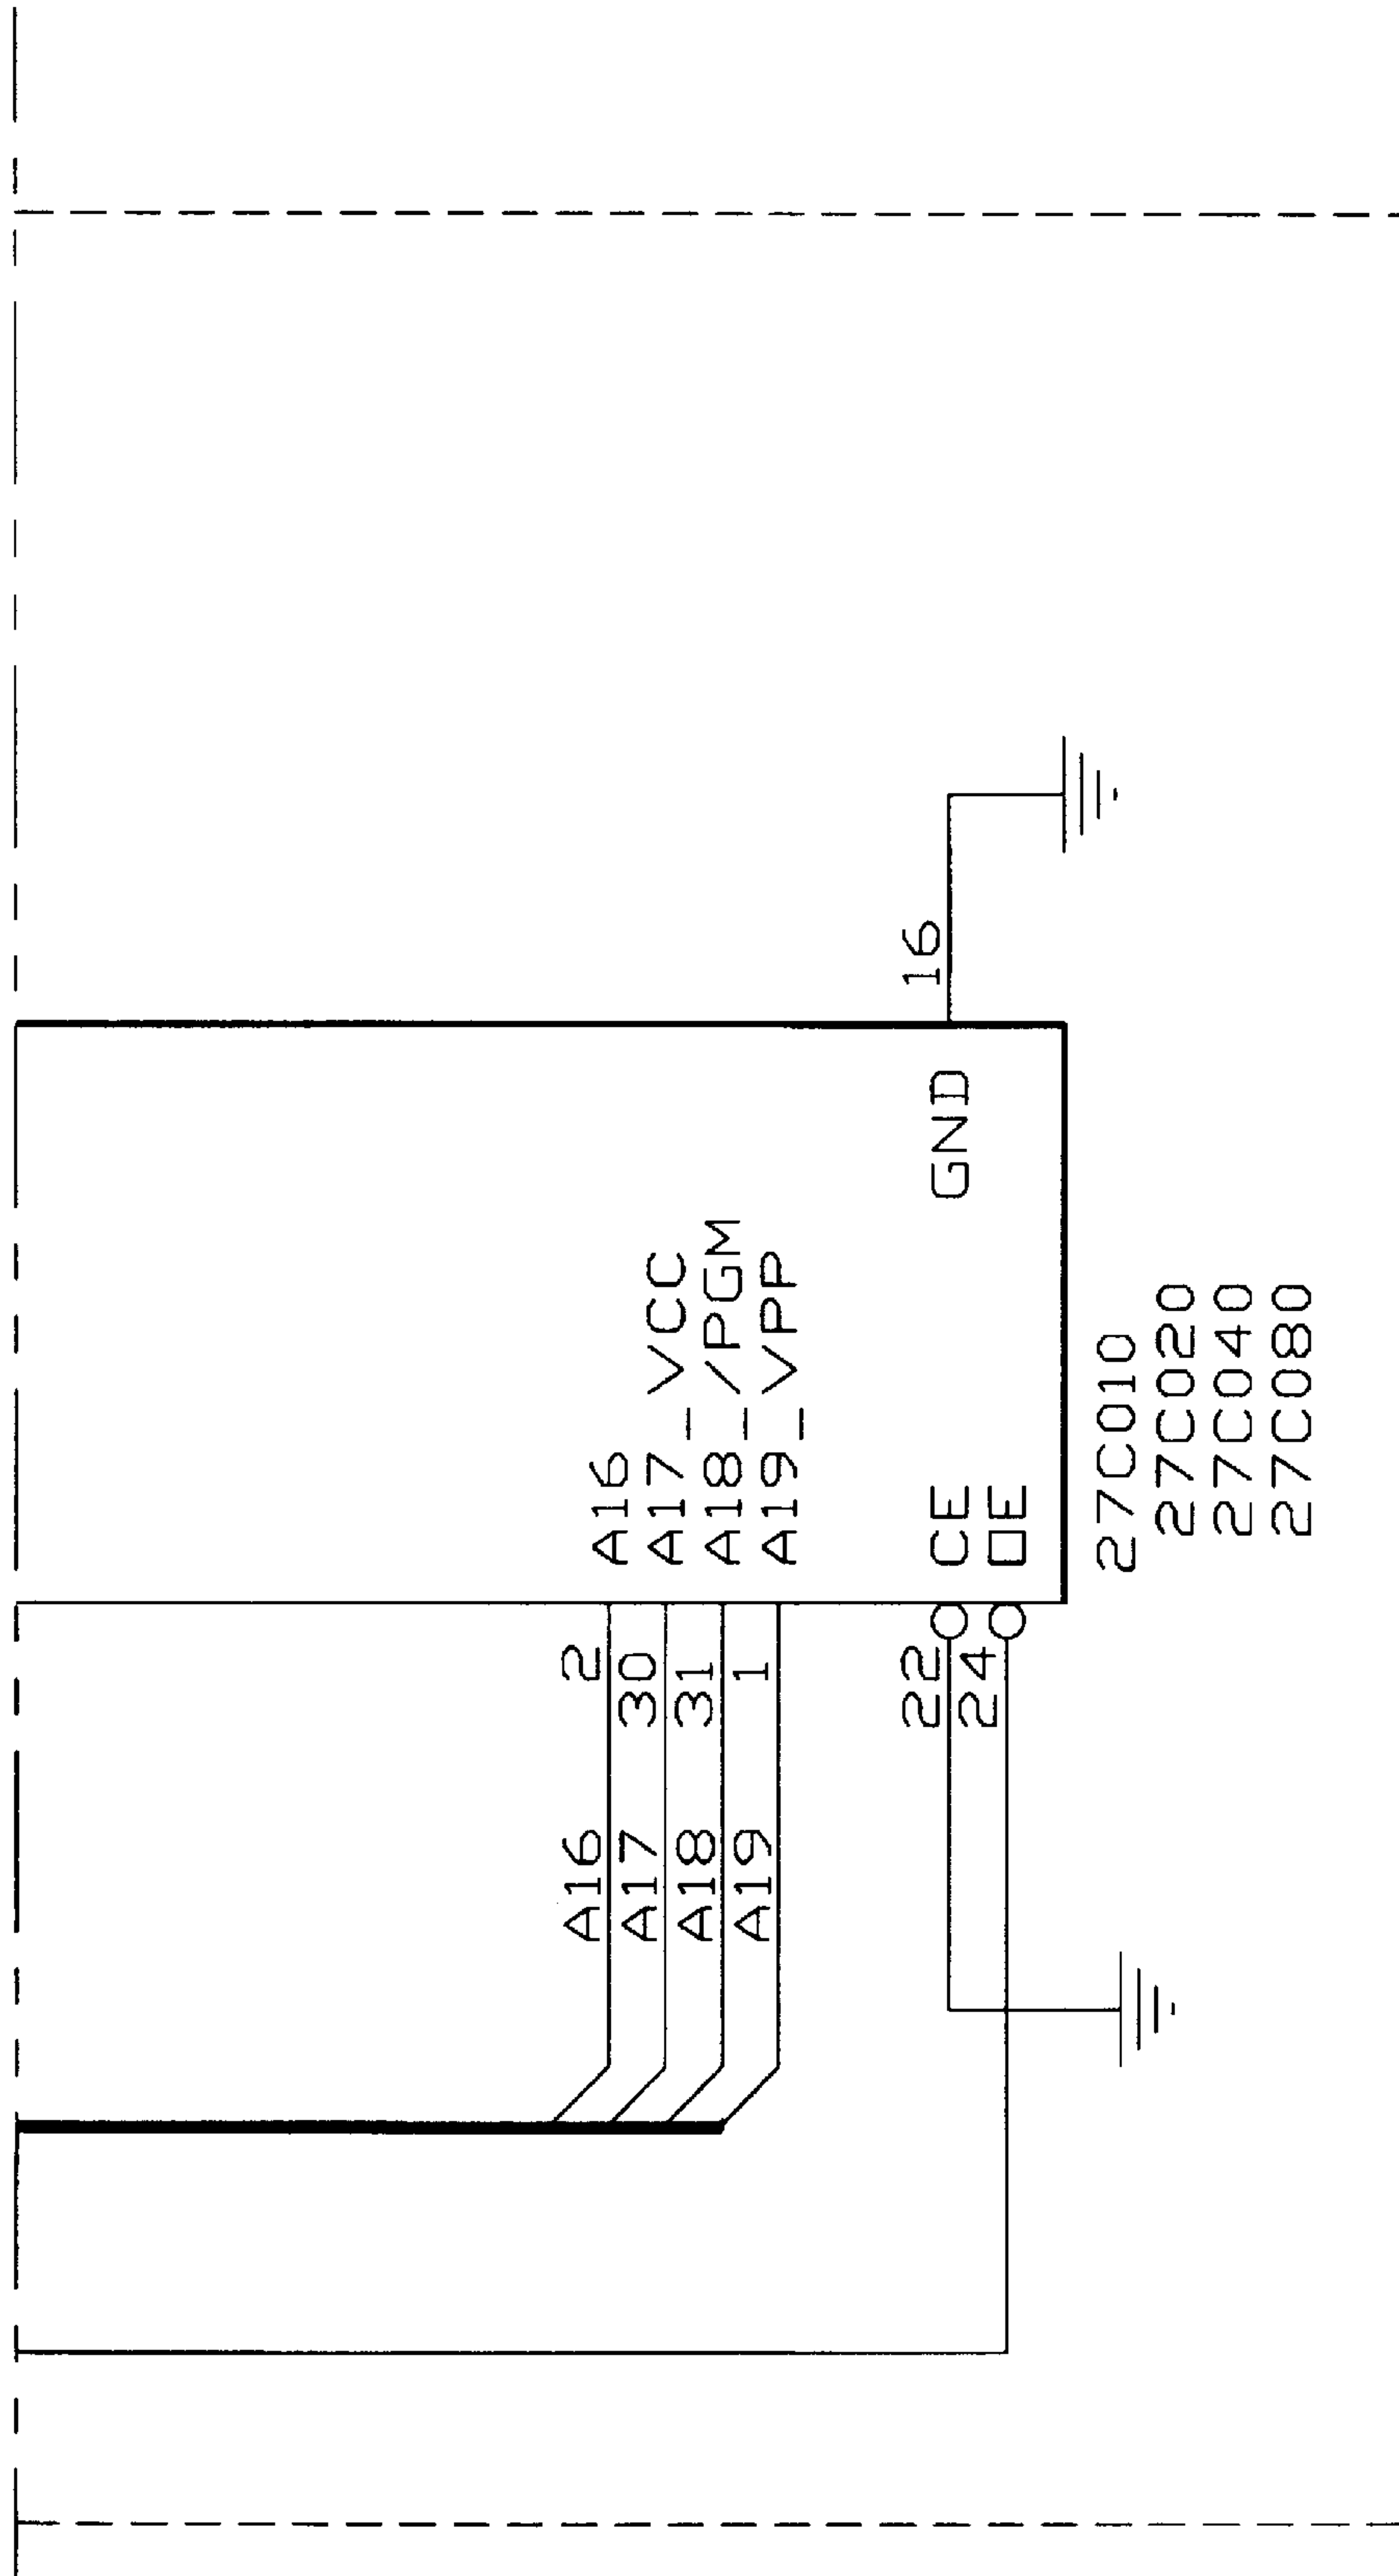 A16 2 A16
A17 30 A17_VCC
A18 31 A18_/PGM
A19 1 A19_VPP
22 CE GND 16
24 OE
27C010
27C020
27C040
27C080